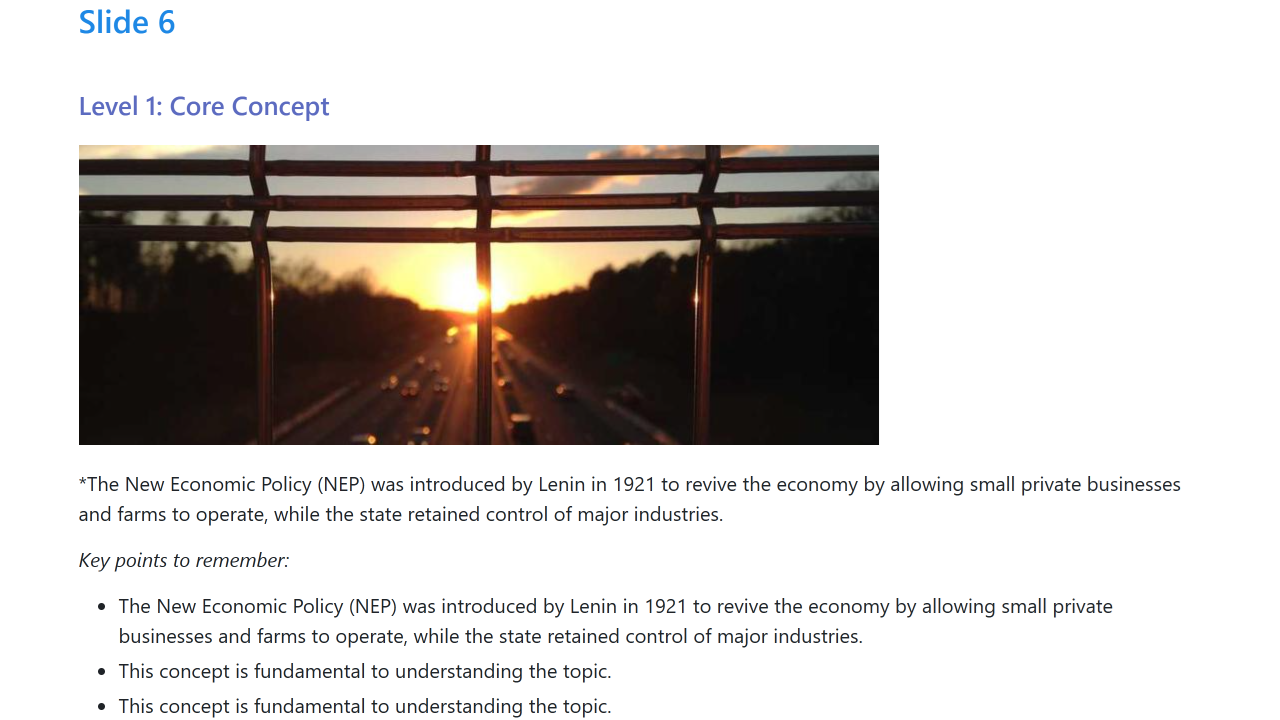 Slide 6
Level 1: Core Concept
*The New Economic Policy (NEP) was introduced by Lenin in 1921 to revive the economy by allowing small private businesses
and farms to operate, while the state retained control of major industries.
Key points to remember:
• The New Economic Policy (NEP) was introduced by Lenin in 1921 to revive the economy by allowing small private
businesses and farms to operate, while the state retained control of major industries.
• This concept is fundamental to understanding the topic.
• This concept is fundamental to understanding the topic.